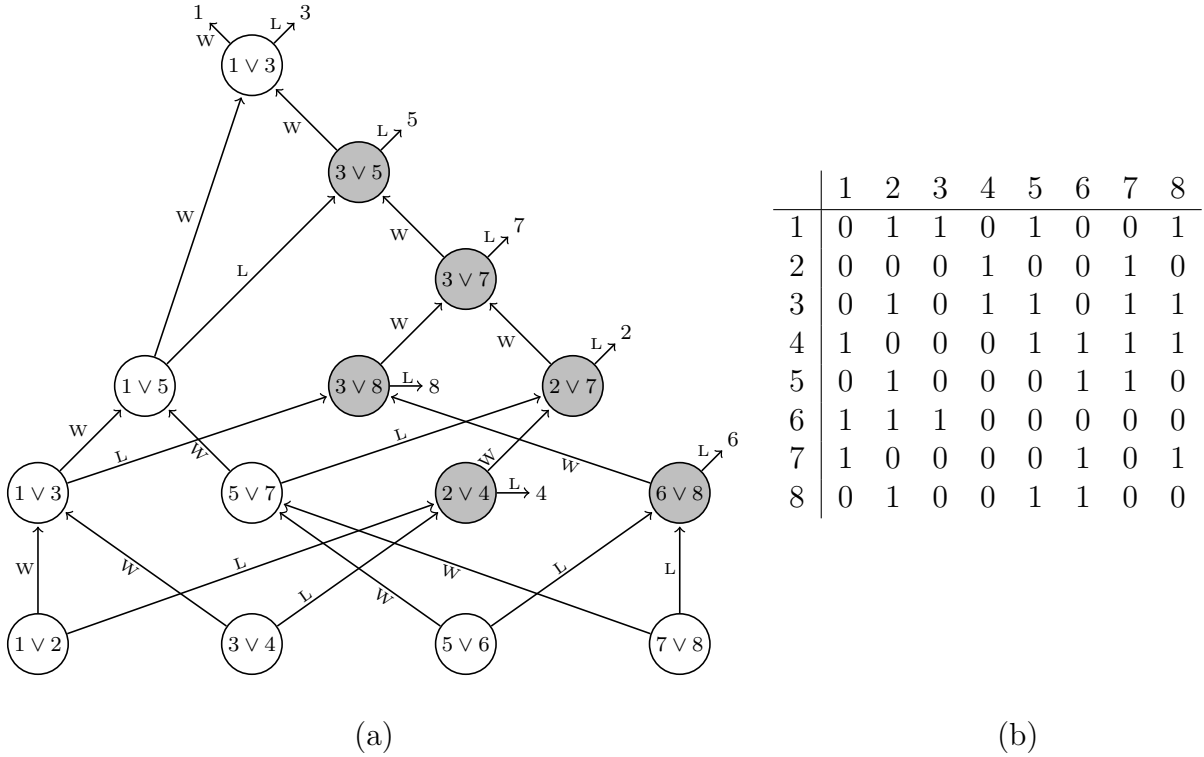 1 3
W L
1 ∨ 3
W 5
L
3 ∨ 5
W
W 7
L
L 3 ∨ 7
W W 2
L
1 ∨ 5 3 ∨ 8 L 8 2 ∨ 7
W L W L W W 6
L
1 ∨ 3 5 ∨ 7 2 ∨ 4 L 4 6 ∨ 8
W W L L W W L L
1 ∨ 2 3 ∨ 4 5 ∨ 6 7 ∨ 8
(a)
1 2 3 4 5 6 7 8
1 0 1 1 0 1 0 0 1
2 0 0 0 1 0 0 1 0
3 0 1 0 1 1 0 1 1
4 1 0 0 0 1 1 1 1
5 0 1 0 0 0 1 1 0
6 1 1 1 0 0 0 0 0
7 1 0 0 0 0 1 0 1
8 0 1 0 0 1 1 0 0
(b)